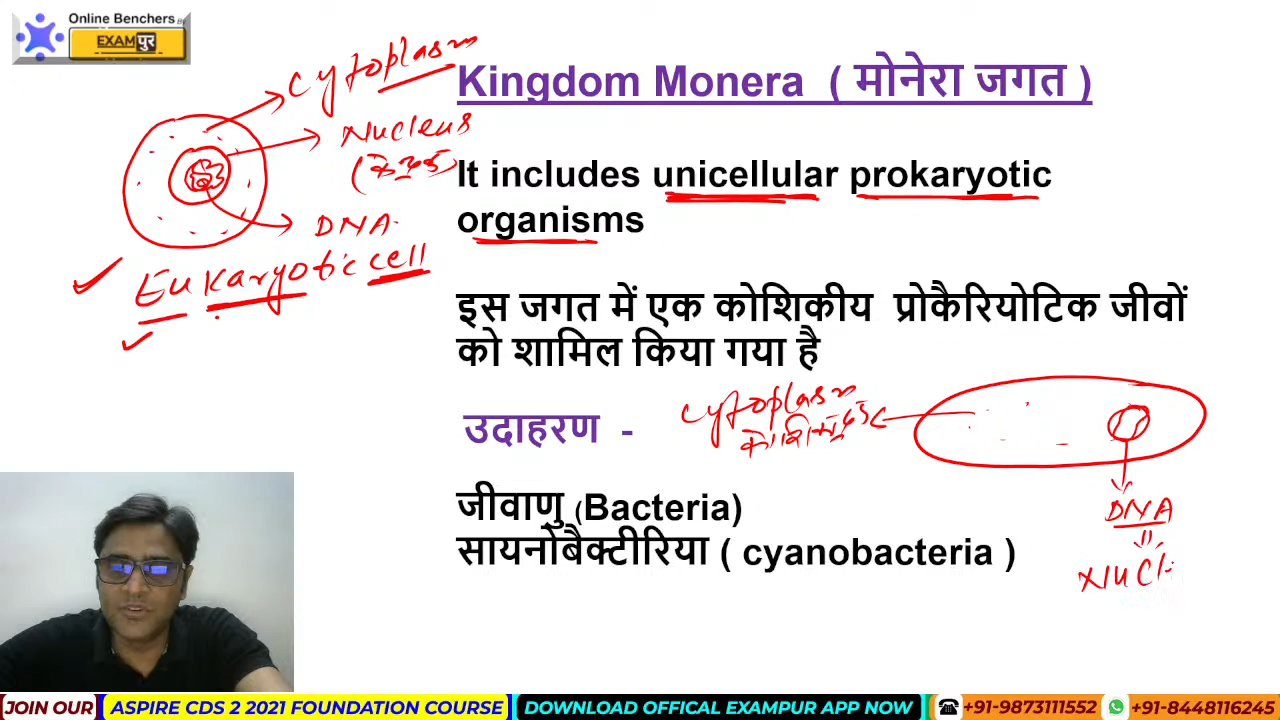 Online Benchers By
EXAMपुर
Cytoplasm
Kingdom Monera ( मोनेरा जगत )
Nucleus
It includes unicellular prokaryotic
organisms
DNA
Eukaryotic cell
इस जगत में एक कोशिकीय प्रोकैरियोटिक जीवों
को शामिल किया गया है
Cytoplasm
उदाहरण -
जीवाणु (Bacteria)
DNA
सायनोबैक्टीरिया ( cyanobacteria )
JOIN OUR ASPIRE CDS 2 2021 FOUNDATION COURSE DOWNLOAD OFFICAL EXAMPUR APP NOW +91-9873111552 +91-8448116245